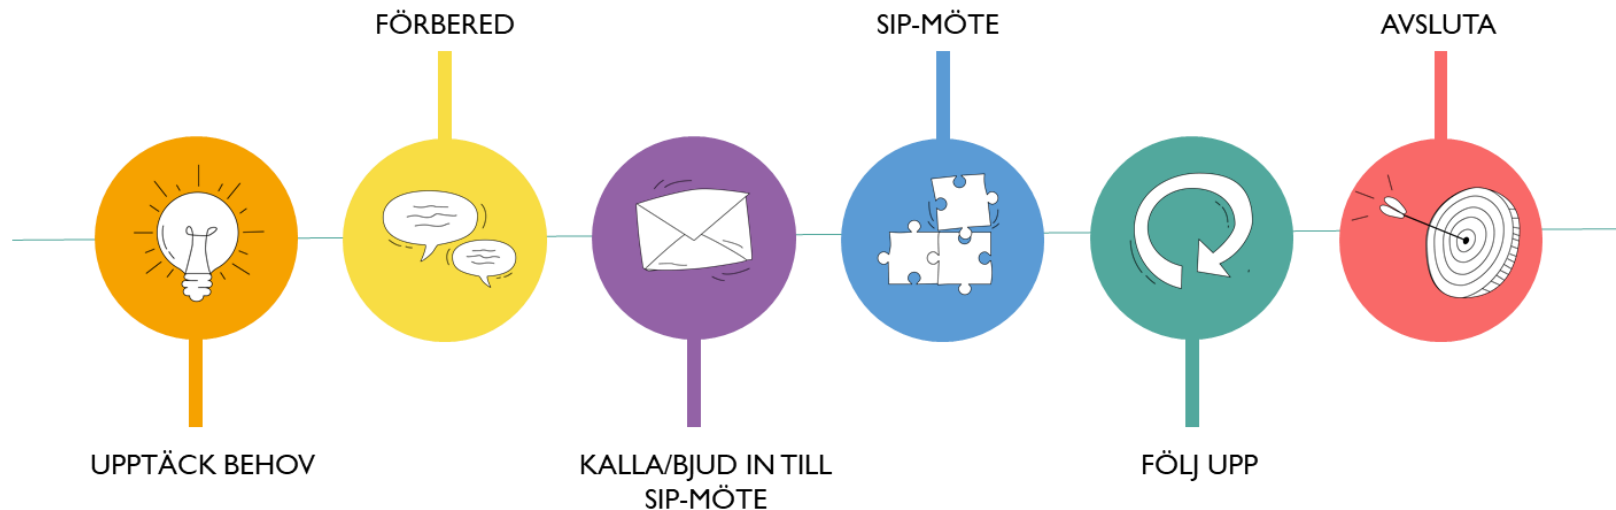 UPPTÄCK BEHOV
FÖRBERED
KALLA/BJUD IN TILL
SIP-MÖTE
SIP-MÖTE
FÖLJ UPP
AVSLUTA